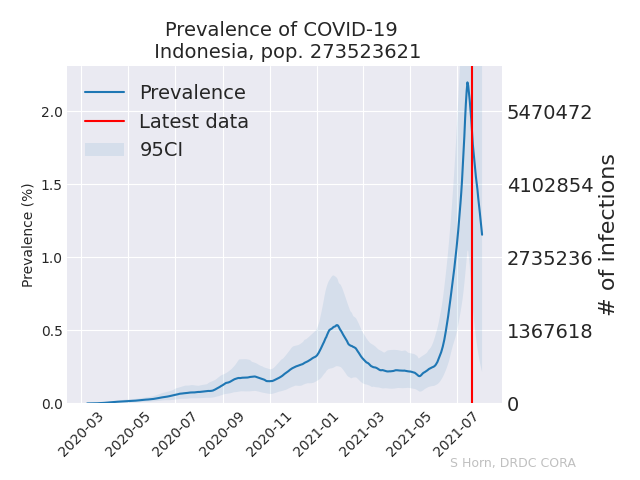 Prevalence of COVID-19
Indonesia, pop. 273523621
Prevalence
Latest data
95CI
Prevalence (%)
2.0
1.5
1.0
0.5
0.0
5470472
4102854
2735236
1367618
0
# of infections
2020-03
2020-05
2020-07
2020-09
2020-11
2021-01
2021-03
2021-05
2021-07
S Horn, DRDC CORA